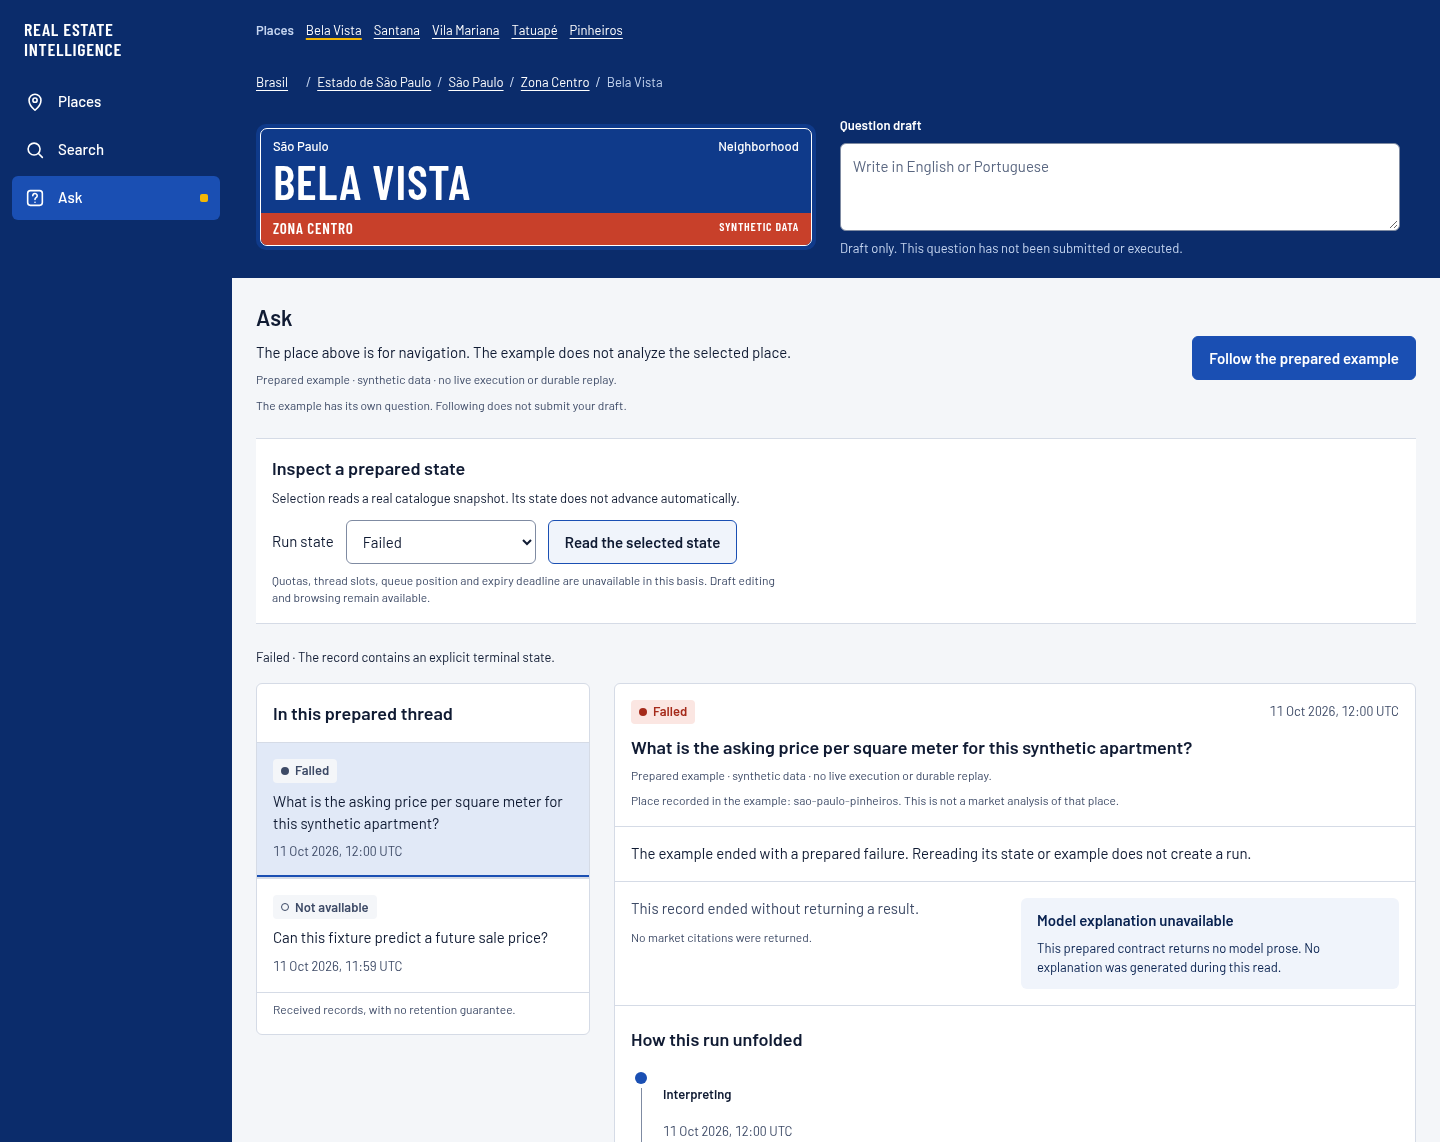 REAL ESTATE
INTELLIGENCE
Places
Search
Ask
Places Bela Vista Santana Vila Mariana Tatuapé Pinheiros
Brasil / Estado de São Paulo / São Paulo / Zona Centro / Bela Vista
São Paulo Neighborhood
BELA VISTA
ZONA CENTRO SYNTHETIC DATA
Question draft
Write in English or Portuguese
Draft only. This question has not been submitted or executed.
Ask
The place above is for navigation. The example does not analyze the selected place.
Prepared example · synthetic data · no live execution or durable replay.
The example has its own question. Following does not submit your draft.
Follow the prepared example
Inspect a prepared state
Selection reads a real catalogue snapshot. Its state does not advance automatically.
Run state Failed Read the selected state
Quotas, thread slots, queue position and expiry deadline are unavailable in this basis. Draft editing
and browsing remain available.
Failed · The record contains an explicit terminal state.
In this prepared thread
Failed
What is the asking price per square meter for
this synthetic apartment?
11 Oct 2026, 12:00 UTC
Not available
Can this fixture predict a future sale price?
11 Oct 2026, 11:59 UTC
Received records, with no retention guarantee.
Failed 11 Oct 2026, 12:00 UTC
What is the asking price per square meter for this synthetic apartment?
Prepared example · synthetic data · no live execution or durable replay.
Place recorded in the example: sao-paulo-pinheiros. This is not a market analysis of that place.
The example ended with a prepared failure. Rereading its state or example does not create a run.
This record ended without returning a result.
No market citations were returned.
Model explanation unavailable
This prepared contract returns no model prose. No
explanation was generated during this read.
How this run unfolded
Interpreting
11 Oct 2026, 12:00 UTC